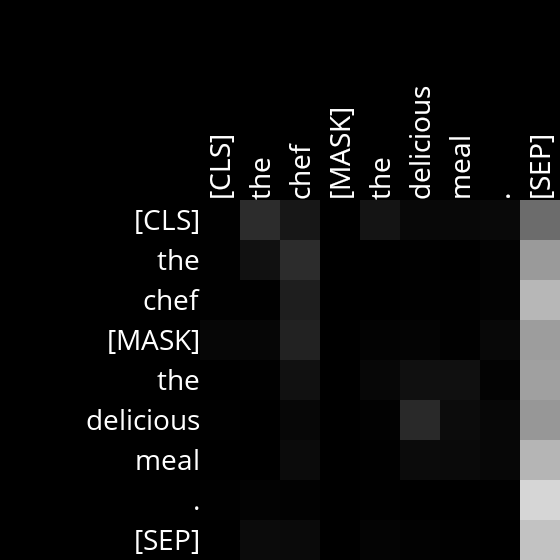 [CLS]
the
chef
[MASK]
the
delicious
meal
.
[SEP]
[CLS]
the
chef
[MASK]
the
delicious
meal
.
[SEP]